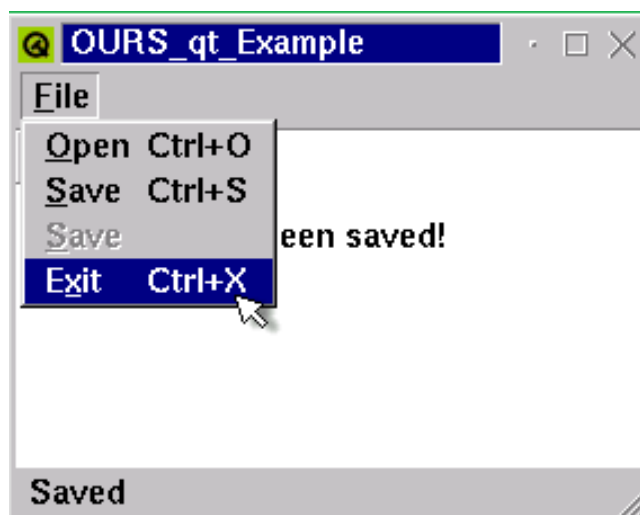 OURS_qt_Example
File
Open Ctrl+O
Save Ctrl+S
Save
een saved!
Exit Ctrl+X
Saved